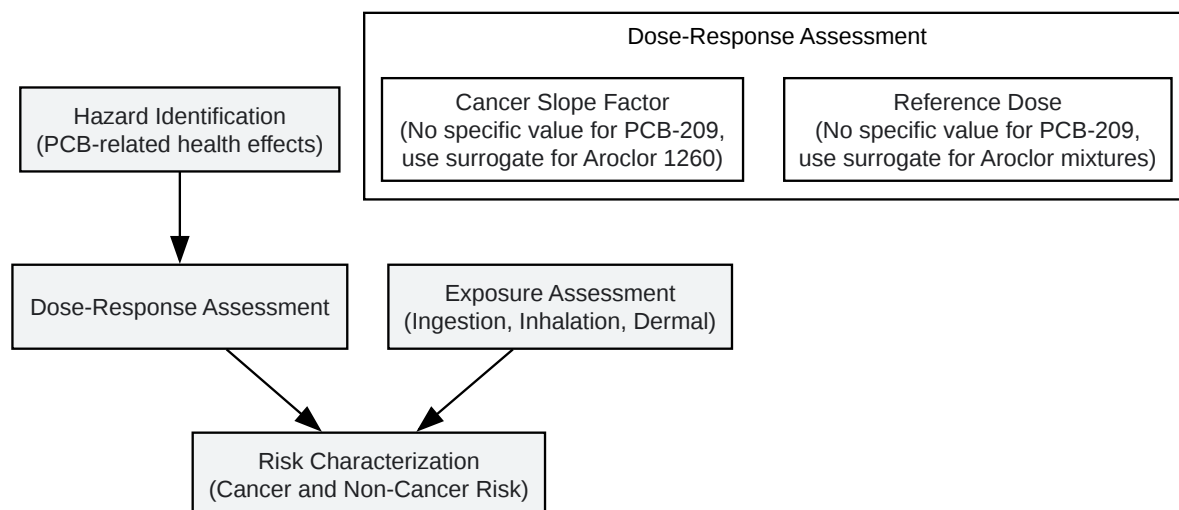 Dose-Response Assessment
Cancer Slope Factor
(No specific value for PCB-209,
use surrogate for Aroclor 1260)
Reference Dose
(No specific value for PCB-209,
use surrogate for Aroclor mixtures)
Hazard Identification
(PCB-related health effects)
Dose-Response Assessment
Exposure Assessment
(Ingestion, Inhalation, Dermal)
Risk Characterization
(Cancer and Non-Cancer Risk)